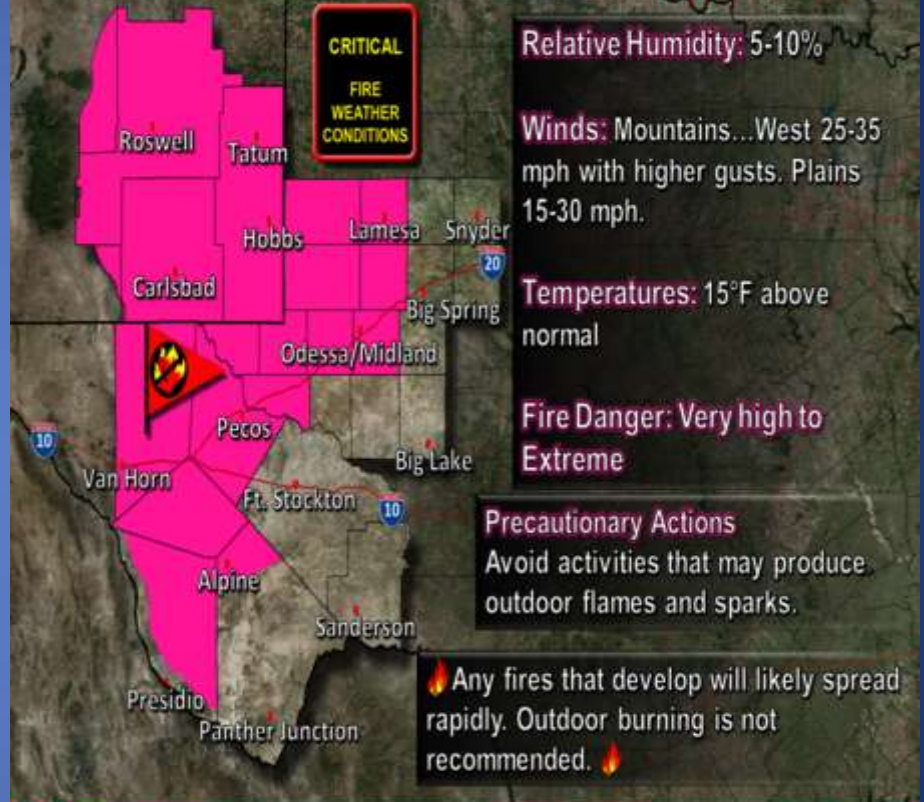 CRITICAL
FIRE
WEATHER
CONDITIONS
Relative Humidity: 5-10%
Winds: Mountains...West 25-35
mph with higher gusts. Plains
15-30 mph.
Temperatures: 15°F above
normal
Fire Danger: Very high to
Extreme
Precautionary Actions
Avoid activities that may produce
outdoor flames and sparks.
Any fires that develop will likely spread
rapidly. Outdoor burning is not
recommended.
Roswell
Tatum
Hobbs
Lamesa
Snyder
20
Carlsbad
Big Spring
Odessa/Midland
Pecos
10
Van Horn
Big Lake
Ft. Stockton
10
Alpine
Sanderson
Presidio
Panther Junction